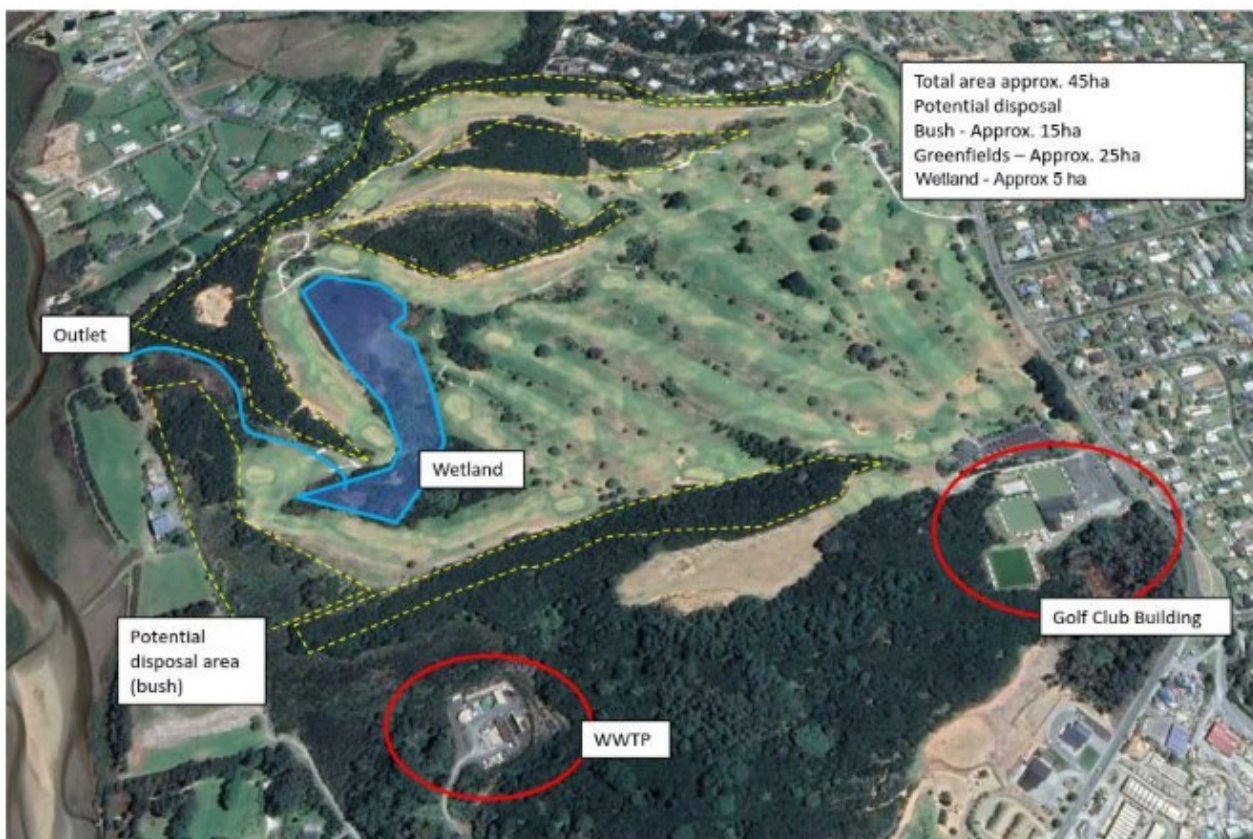 Total area approx. 45ha
Potential disposal
Bush - Approx. 15ha
Greenfields – Approx. 25ha
Wetland - Approx 5 ha
Outlet
Wetland
Potential
disposal area
(bush)
Golf Club Building
WWTP